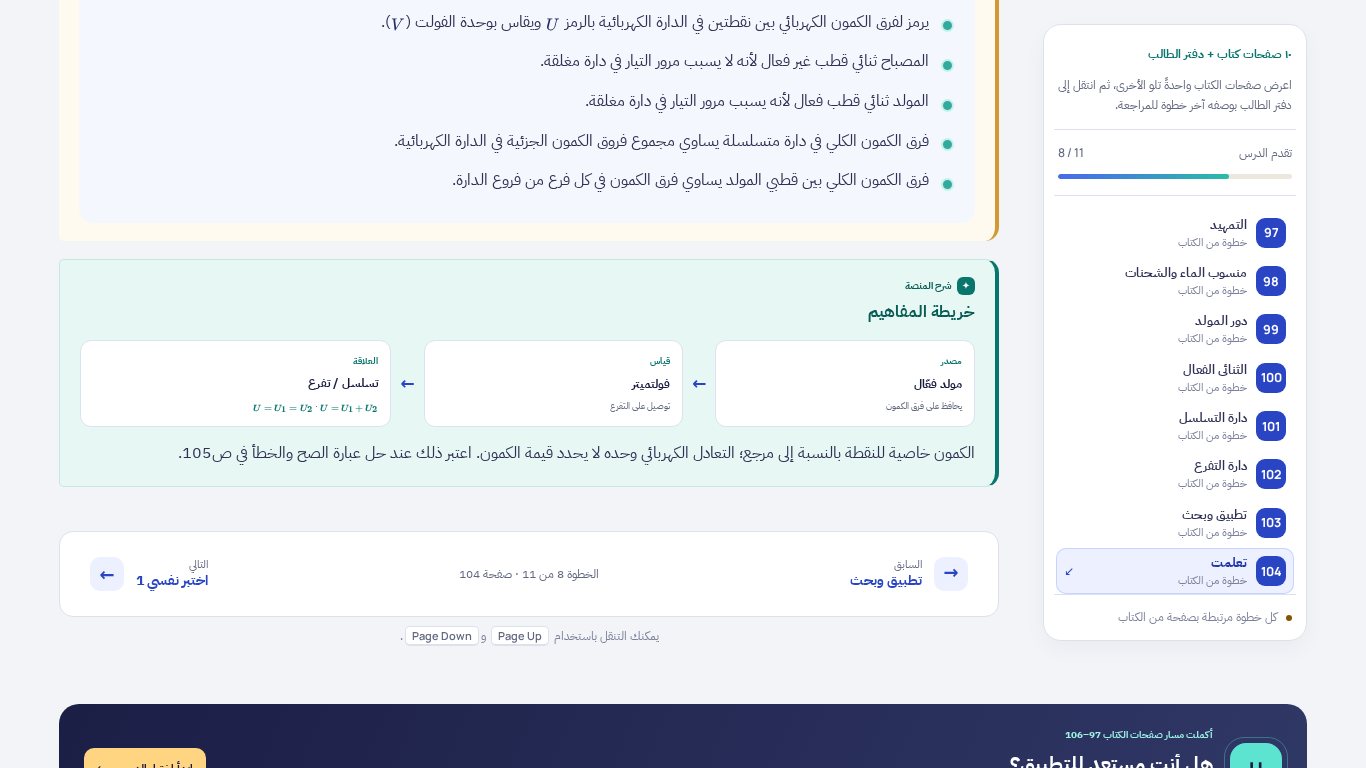 يرمز لفرق الكمون الكهربائي بين نقطتين في الدارة الكهربائية بالرمز U ويقاس بوحدة الفولت (V).
المصباح ثنائي قطب غير فعال لأنه لا يسبب مرور التيار في دارة مغلقة.
المولد ثنائي قطب فعال لأنه يسبب مرور التيار في دارة مغلقة.
فرق الكمون الكلي في دارة متسلسلة يساوي مجموع فروق الكمون الجزئية في الدارة الكهربائية.
فرق الكمون الكلي بين قطبي المولد يساوي فرق الكمون في كل فرع من فروع الدارة.
شرح المنصة
خريطة المفاهيم
مصدر
مولد فعّال
يحافظ على فرق الكمون
←
قياس
فولتميتر
توصيل على التفرع
←
العلاقة
تسلسل / تفرع
U = U1 = U2 · U = U1 + U2
الكمون خاصية للنقطة بالنسبة إلى مرجع؛ التعادل الكهربائي وحده لا يحدد قيمة الكمون. اعتبر ذلك عند حل عبارة الصح والخطأ في ص105.
→
السابق
تطبيق وبحث
الخطوة 8 من 11 · صفحة 104
التالي
اختبر نفسي 1
←
يمكنك التنقل باستخدام Page Up و Page Down .
١٠ صفحات كتاب + دفتر الطالب
اعرض صفحات الكتاب واحدةً تلو الأخرى، ثم انتقل إلى
دفتر الطالب بوصفه آخر خطوة للمراجعة.
تقدم الدرس
8 / 11
97
التمهيد
خطوة من الكتاب
98
منسوب الماء والشحنات
خطوة من الكتاب
99
دور المولد
خطوة من الكتاب
100
الثنائي الفعال
خطوة من الكتاب
101
دارة التسلسل
خطوة من الكتاب
102
دارة التفرع
خطوة من الكتاب
103
تطبيق وبحث
خطوة من الكتاب
104
تعلمت
خطوة من الكتاب
↙
كل خطوة مرتبطة بصفحة من الكتاب
أكملت مسار صفحات الكتاب 97–106
هل أنت مستعد للتطبيق؟